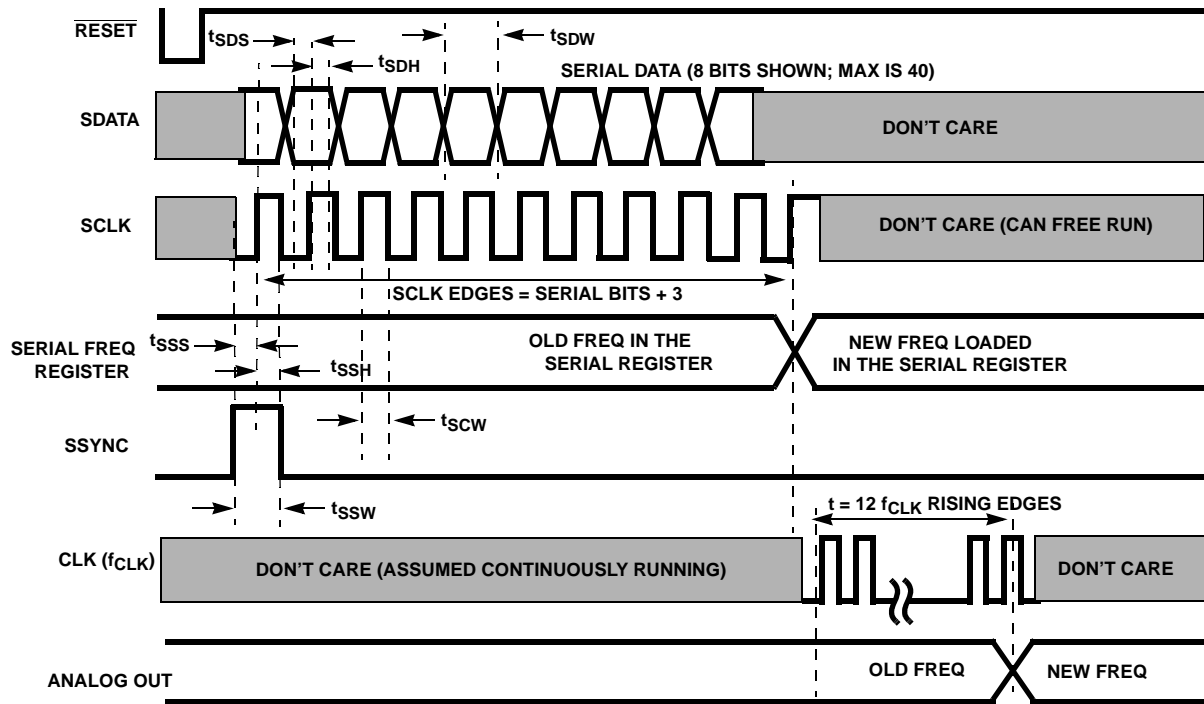 RESET
tSDS
tSDW
tSDH
SERIAL DATA (8 BITS SHOWN; MAX IS 40)
SDATA
DON'T CARE
SCLK
DON'T CARE (CAN FREE RUN)
SCLK EDGES = SERIAL BITS + 3
SERIAL FREQ
REGISTER
tSSS
OLD FREQ IN THE
SERIAL REGISTER
NEW FREQ LOADED
IN THE SERIAL REGISTER
tSSH
tSCW
SSYNC
tSSW
t = 12 fCLK RISING EDGES
CLK (fCLK)
DON'T CARE (ASSUMED CONTINUOUSLY RUNNING)
DON'T CARE
OLD FREQ
NEW FREQ
ANALOG OUT